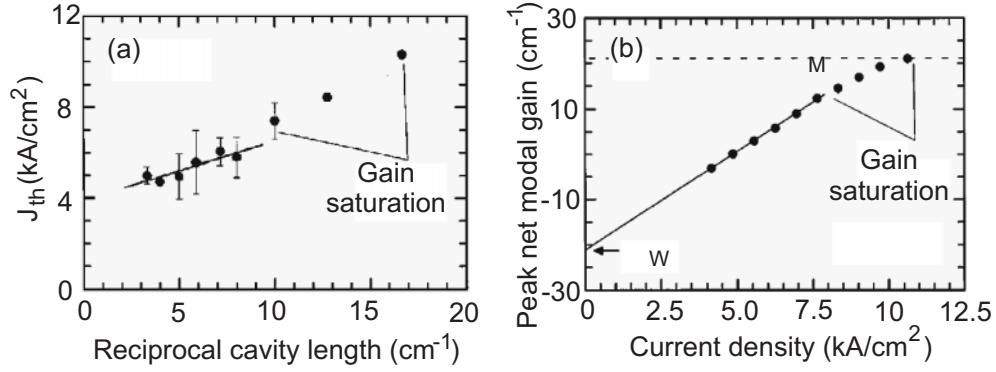 (a)
12
8
4
0
J_th (kA/cm²)
Gain
saturation
0 5 10 15 20
Reciprocal cavity length (cm⁻¹)
(b)
M
10
-10
-30
Peak net modal gain (cm⁻¹)
Gain
saturation
W
0 2.5 5.0 7.5 10.0 12.5
Current density (kA/cm²)